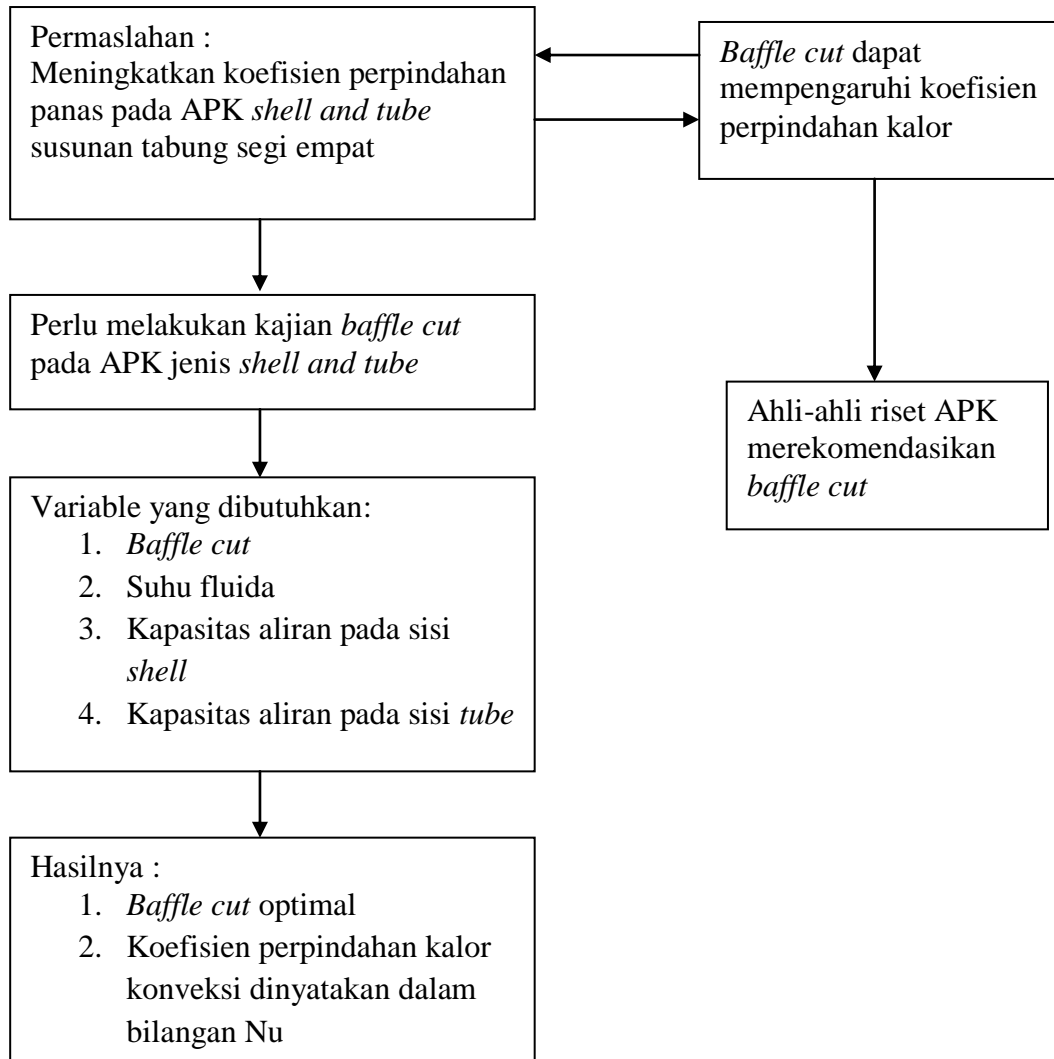 Permaslahan :
Meningkatkan koefisien perpindahan
panas pada APK shell and tube
susunan tabung segi empat
Baffle cut dapat
mempengaruhi koefisien
perpindahan kalor
Perlu melakukan kajian baffle cut
pada APK jenis shell and tube
Ahli-ahli riset APK
merekomendasikan
baffle cut
Variable yang dibutuhkan:
1. Baffle cut
2. Suhu fluida
3. Kapasitas aliran pada sisi
shell
4. Kapasitas aliran pada sisi tube
Hasilnya :
1. Baffle cut optimal
2. Koefisien perpindahan kalor
konveksi dinyatakan dalam
bilangan Nu